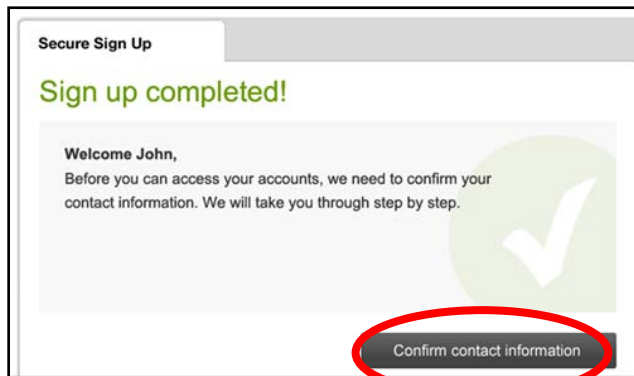 Secure Sign Up
Sign up completed!
Welcome John,
Before you can access your accounts, we need to confirm your
contact information. We will take you through step by step.
Confirm contact information